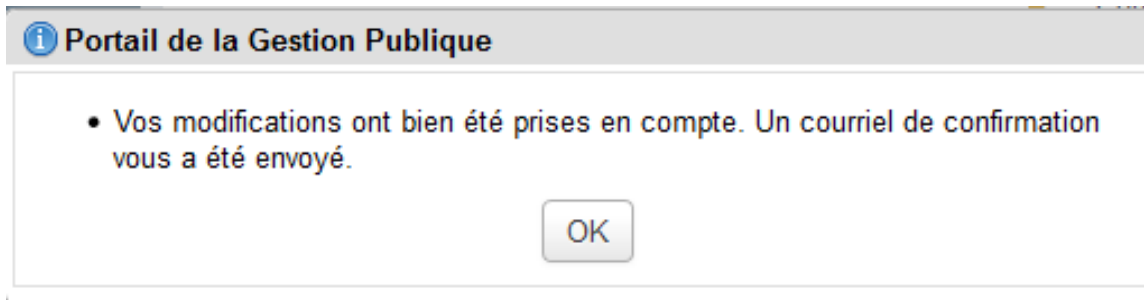 Portail de la Gestion Publique
• Vos modifications ont bien été prises en compte. Un courriel de confirmation
vous a été envoyé.
OK